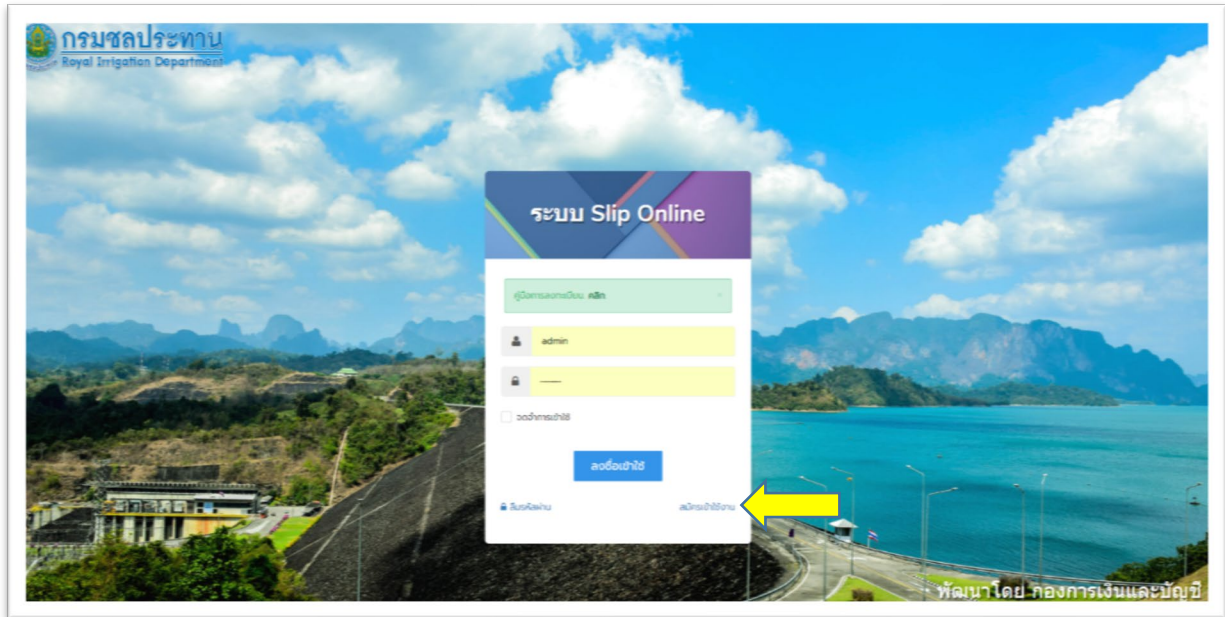 กรมชลประทาน
Royal Irrigation Department
ระบบ Slip Online
คู่มือการลงทะเบียน คลิก
admin
จดจำการเข้าใช้
ลงชื่อเข้าใช้
ลืมรหัสผ่าน
สมัครเข้าใช้งาน
พัฒนาโดย กองการเงินและบัญชี